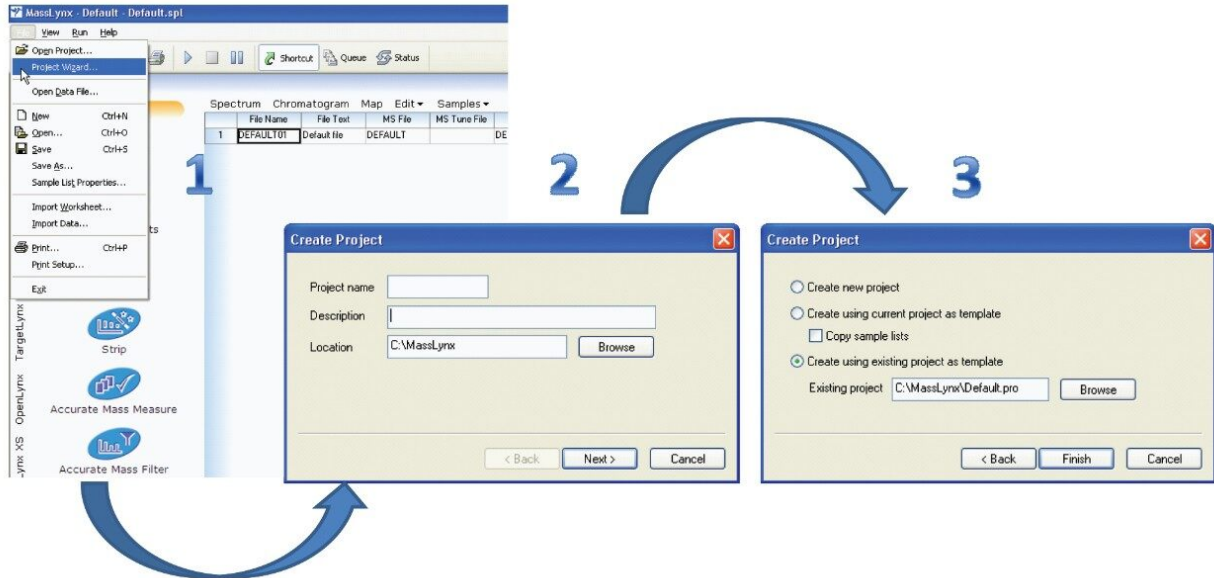 MassLynx - Default - Default.spl
View Run Help
Open Project...
Project Wizard...
Open Data File...
New Ctrl+N
Open... Ctrl+O
Save Ctrl+S
Save As...
Sample List Properties...
Import Worksheet...
Import Data...
Print... Ctrl+P
Print Setup...
Exit
Shortcut Queue Status
Spectrum Chromatogram Map Edit Samples
File Name File Text MS File MS Tune File
1 DEFAULT01 Default file DEFAULT DE
ts
1
TargetLynx
OpenLynx
Lynx XS
Strip
Accurate Mass Measure
Accurate Mass Filter
2
Create Project
Project name
Description
Location C:\MassLynx Browse
< Back Next > Cancel
3
Create Project
Create new project
Create using current project as template
Copy sample lists
Create using existing project as template
Existing project C:\MassLynx\Default.pro Browse
< Back Finish Cancel